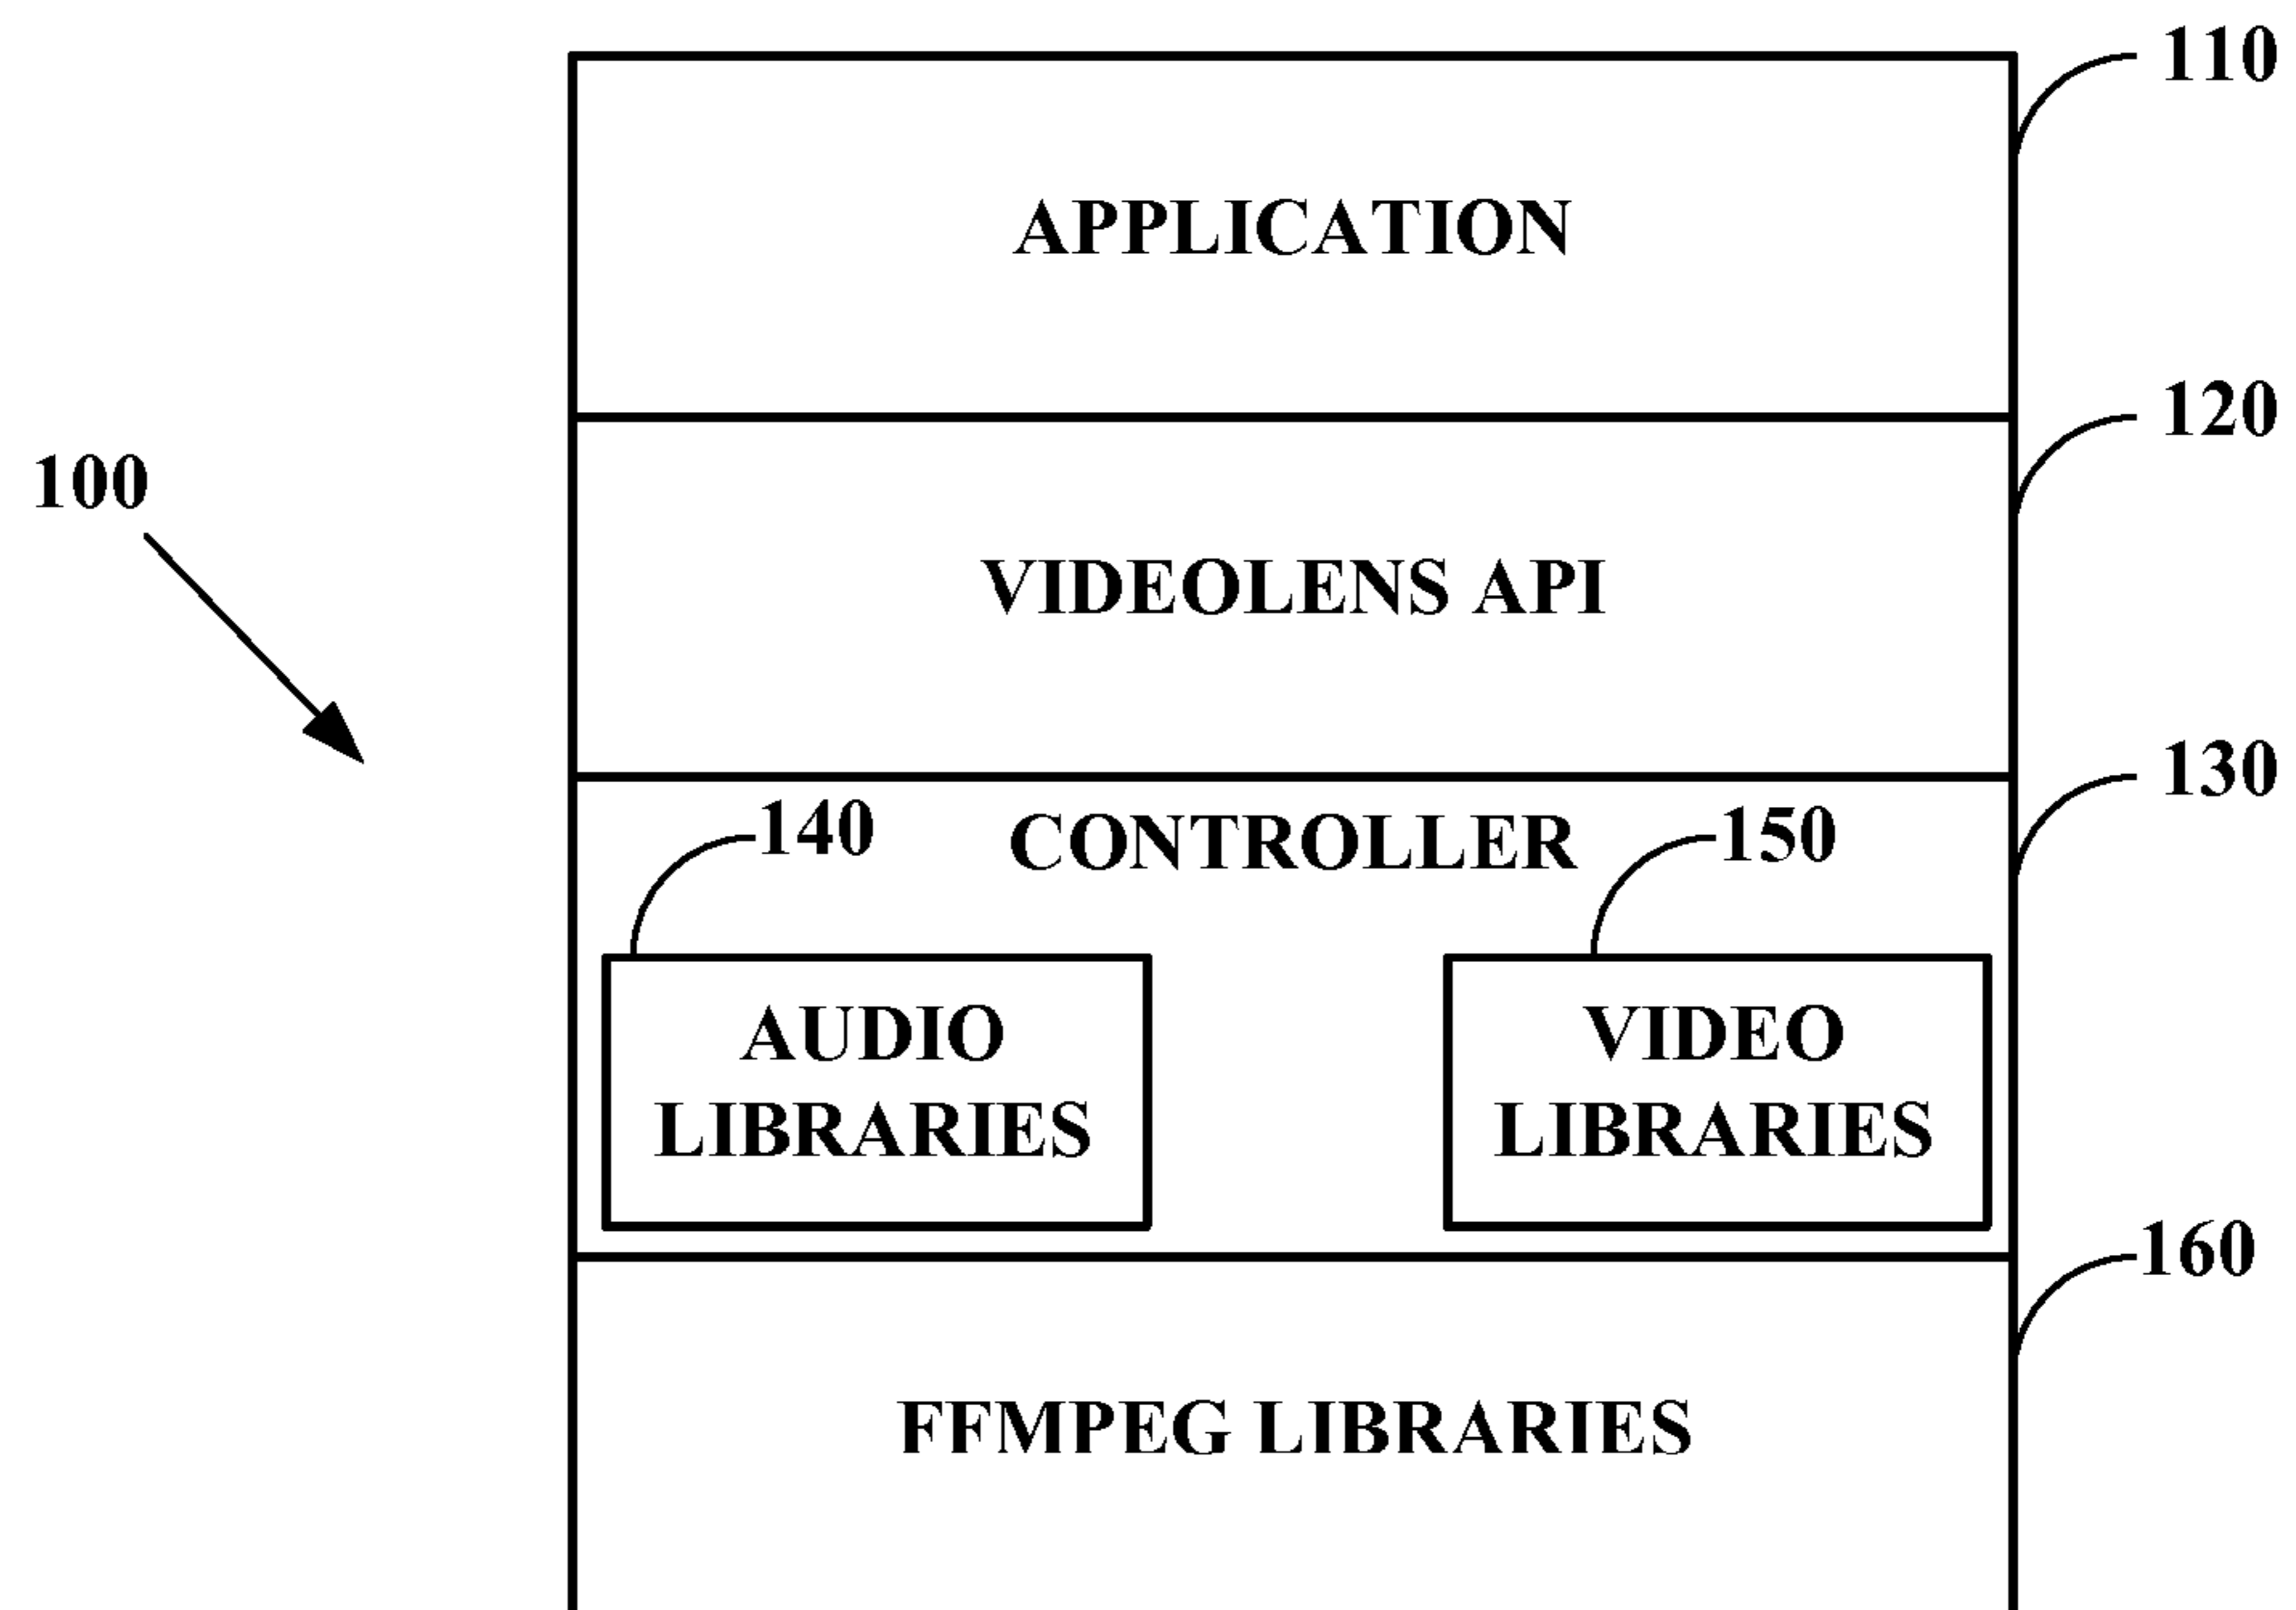 110
APPLICATION
120
100
VIDEOLENS API
130
CONTROLLER
140
150
AUDIO
LIBRARIES
VIDEO
LIBRARIES
160
FFMPEG LIBRARIES